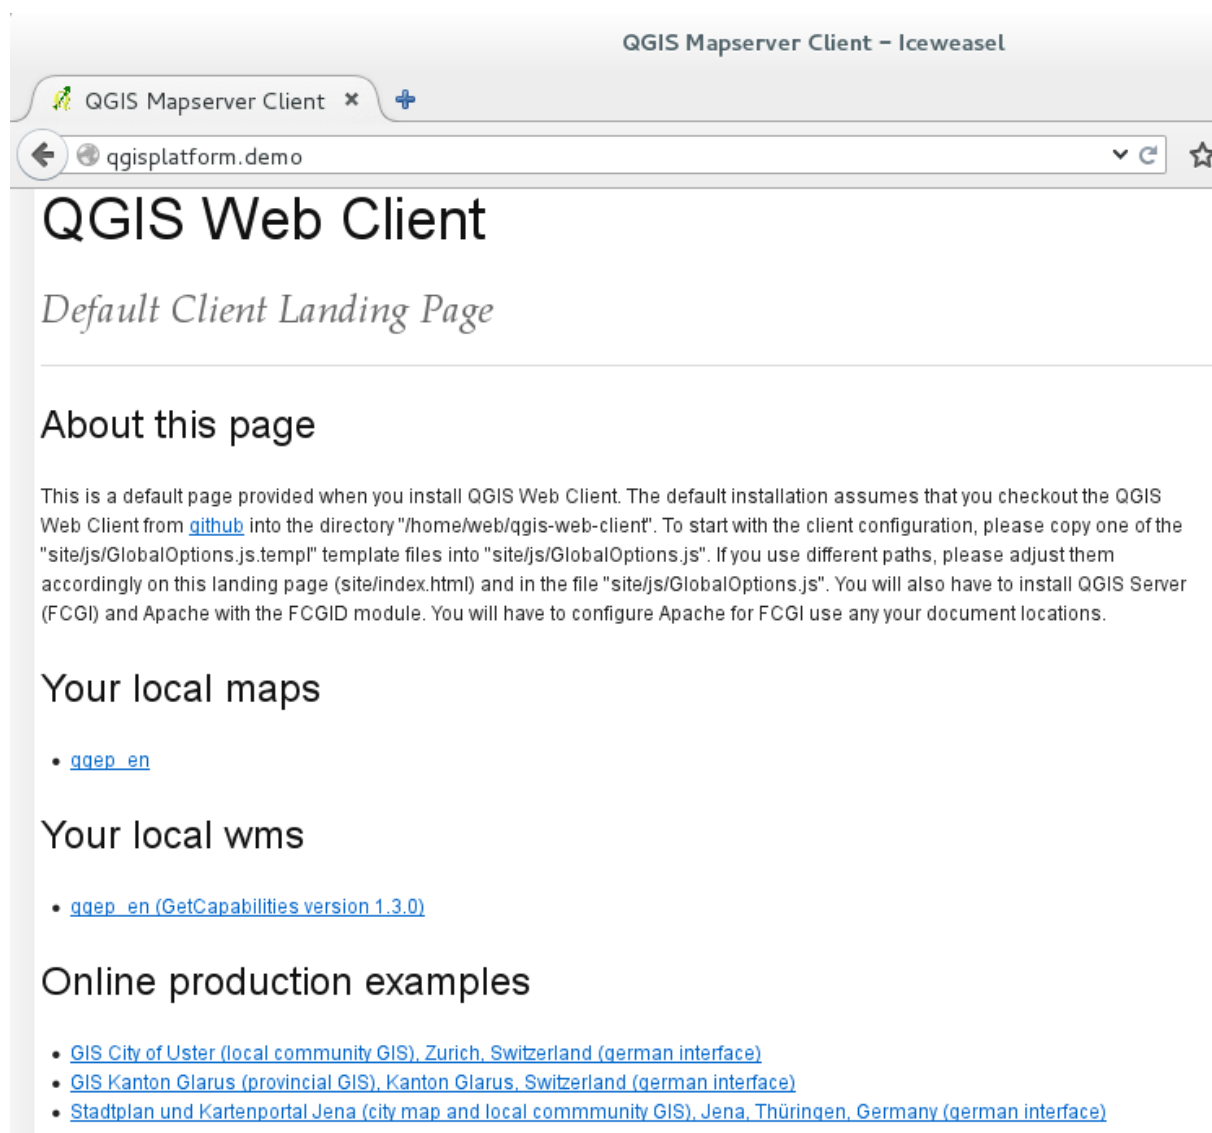 QGIS Mapserver Client – Iceweasel
QGIS Mapserver Client
qgisplatform.demo
QGIS Web Client
Default Client Landing Page
About this page
This is a default page provided when you install QGIS Web Client. The default installation assumes that you checkout the QGIS
Web Client from github into the directory "/home/web/qgis-web-client". To start with the client configuration, please copy one of the
"site/js/GlobalOptions.js.templ" template files into "site/js/GlobalOptions.js". If you use different paths, please adjust them
accordingly on this landing page (site/index.html) and in the file "site/js/GlobalOptions.js". You will also have to install QGIS Server
(FCGI) and Apache with the FCGID module. You will have to configure Apache for FCGI use any your document locations.
Your local maps
• qgep_en
Your local wms
• qgep_en (GetCapabilities version 1.3.0)
Online production examples
• GIS City of Uster (local community GIS), Zurich, Switzerland (german interface)
• GIS Kanton Glarus (provincial GIS), Kanton Glarus, Switzerland (german interface)
• Stadtplan und Kartenportal Jena (city map and local commmunity GIS), Jena, Thüringen, Germany (german interface)